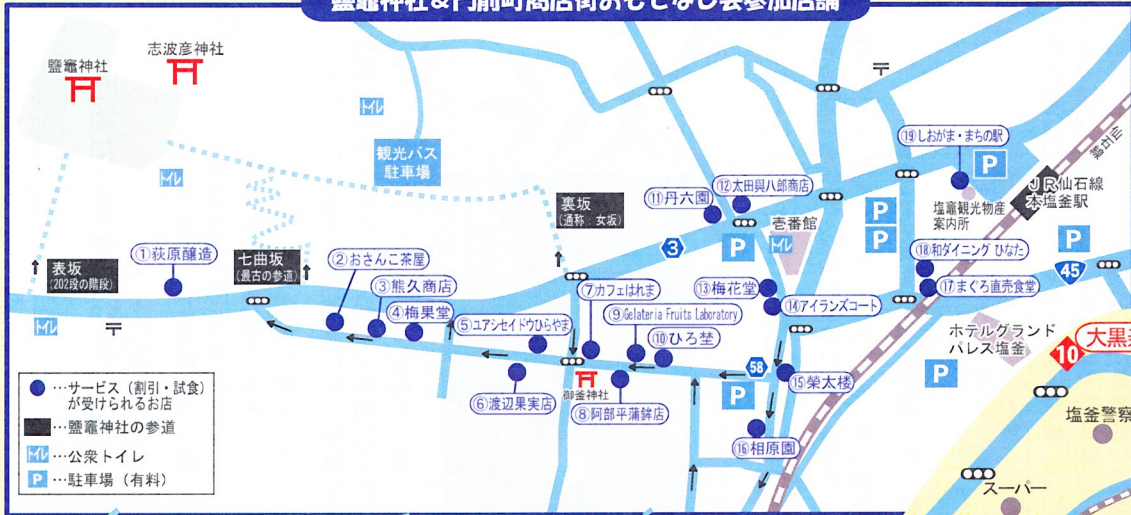 鹽竈神社&門前町商店街おもてなし会参加店舗
志波彦神社
鹽竈神社
トイレ
観光バス
駐車場
トイレ
裏坂
(通称:女坂)
⑪丹六園
⑫太田與八郎商店
壱番館
トイレ
P
3
P
P
⑲しおがま・まちの駅
P
仙石線
JR仙石線
本塩釜駅
塩竈観光物産
案内所
P
45
⑱和ダイニング ひなた
⑰まぐろ直売食堂
表坂
(202段の階段)
①荻原醸造
七曲坂
(最古の参道)
②おさんこ茶屋
③熊久商店
④梅果堂
⑤ユアシセイドウひらやま
⑦カフェはれま
⑨Gelateria Fruits Laboratory
⑩ひろ埜
⑬梅花堂
⑭アイランズコート
トイレ
御釜神社
⑥渡辺果実店
⑧阿部平蒲鉾店
58
P
⑮榮太楼
⑯相原園
P
ホテルグランド
パレス塩釜
10
塩釜警察
スーパー
…サービス(割引・試食)
が受けられるお店
…鹽竈神社の参道
トイレ…公衆トイレ
P…駐車場(有料)